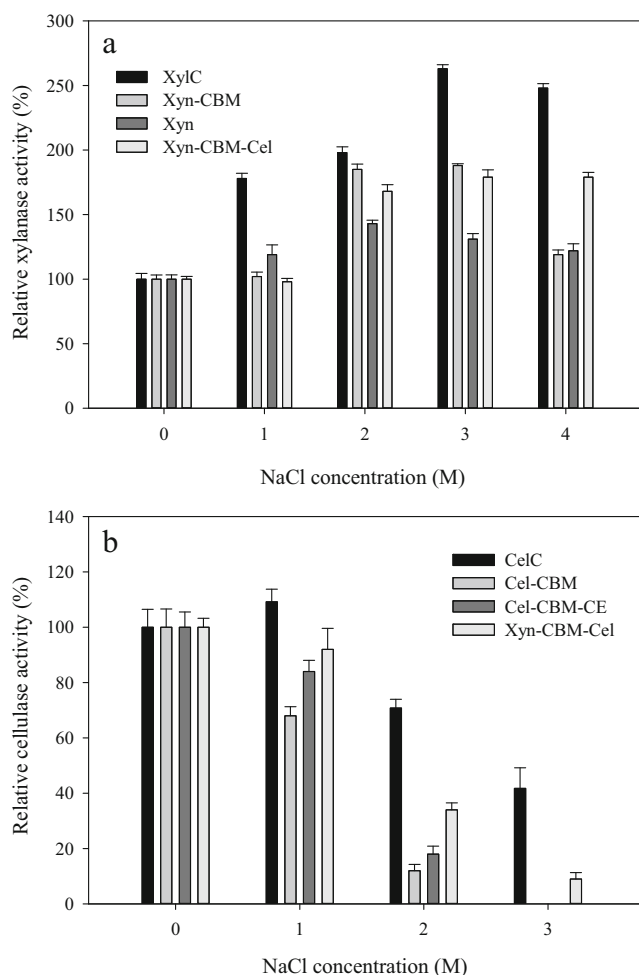 a
XylC
Xyn-CBM
Xyn
Xyn-CBM-Cel
Relative xylanase activity (%)
300
250
200
150
100
50
0
0 1 2 3 4
NaCl concentration (M)
b
CelC
Cel-CBM
Cel-CBM-CE
Xyn-CBM-Cel
Relative cellulase activity (%)
140
120
100
80
60
40
20
0
0 1 2 3
NaCl concentration (M)